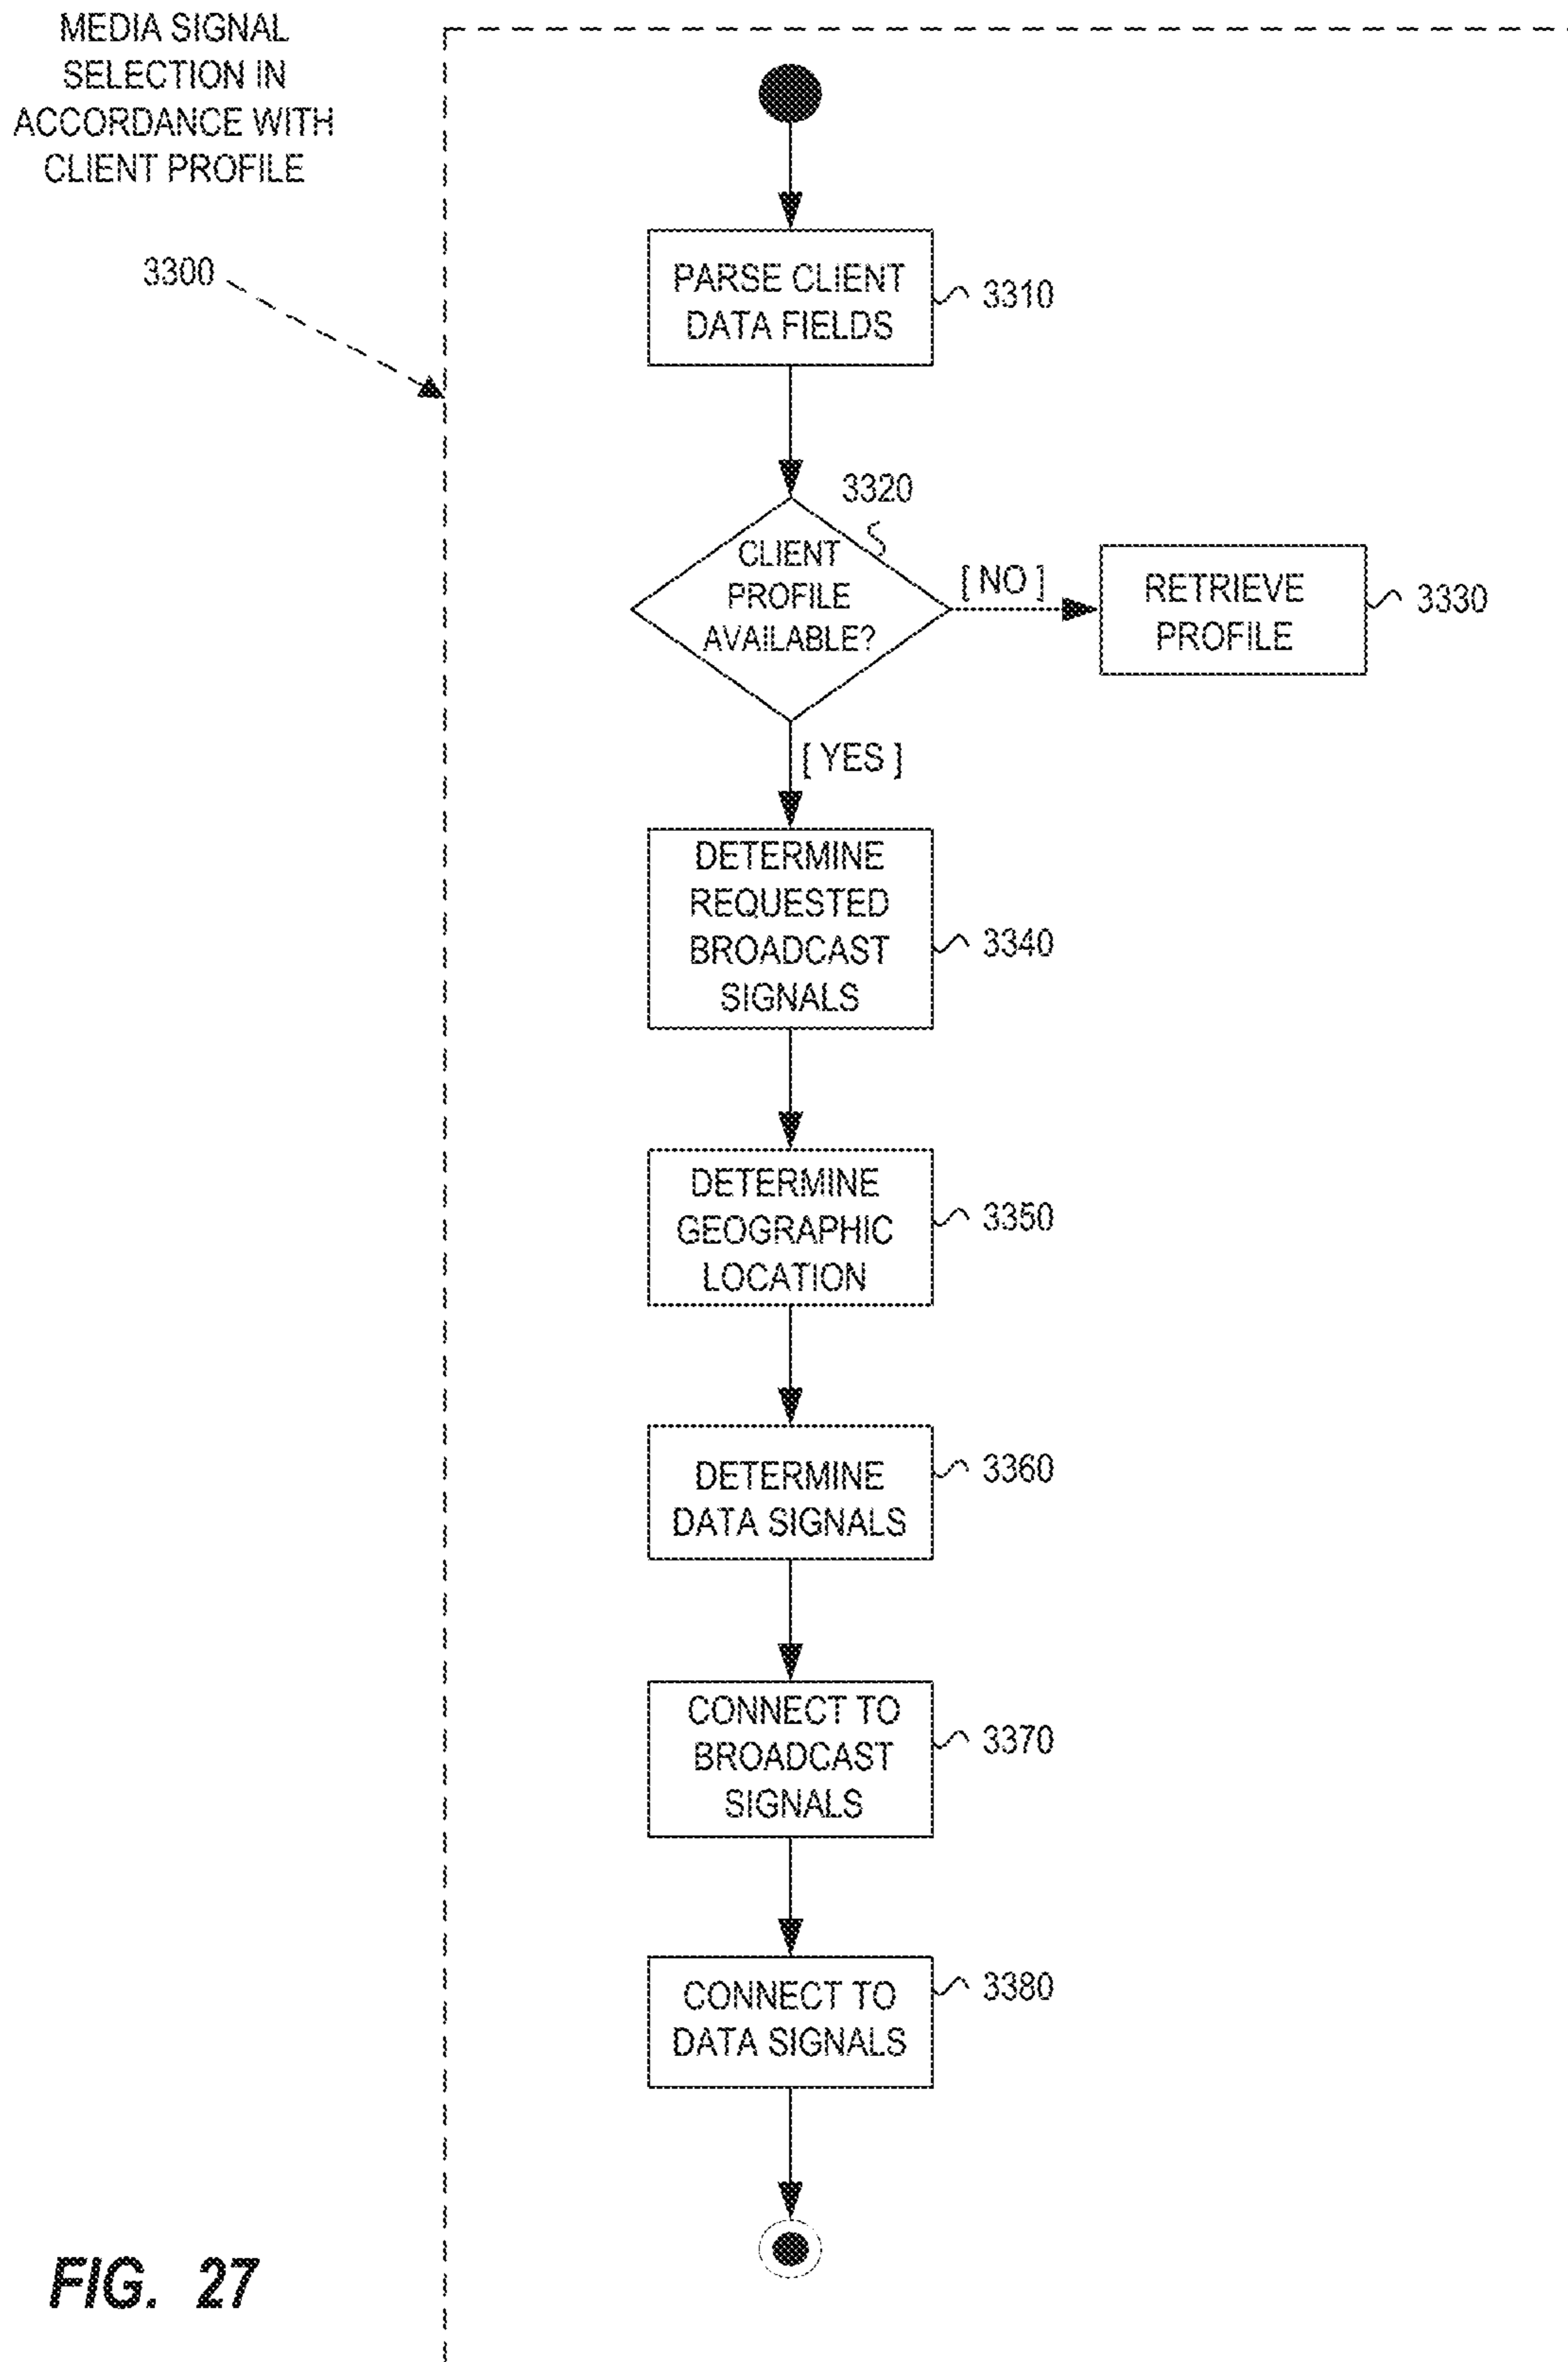 MEDIA SIGNAL
SELECTION IN
ACCORDANCE WITH
CLIENT PROFILE
3300
PARSE CLIENT
DATA FIELDS
3310
3320
CLIENT
PROFILE
AVAILABLE?
[ NO ]
RETRIEVE
PROFILE
3330
[ YES ]
DETERMINE
REQUESTED
BROADCAST
SIGNALS
3340
DETERMINE
GEOGRAPHIC
LOCATION
3350
DETERMINE
DATA SIGNALS
3360
CONNECT TO
BROADCAST
SIGNALS
3370
CONNECT TO
DATA SIGNALS
3380
FIG. 27